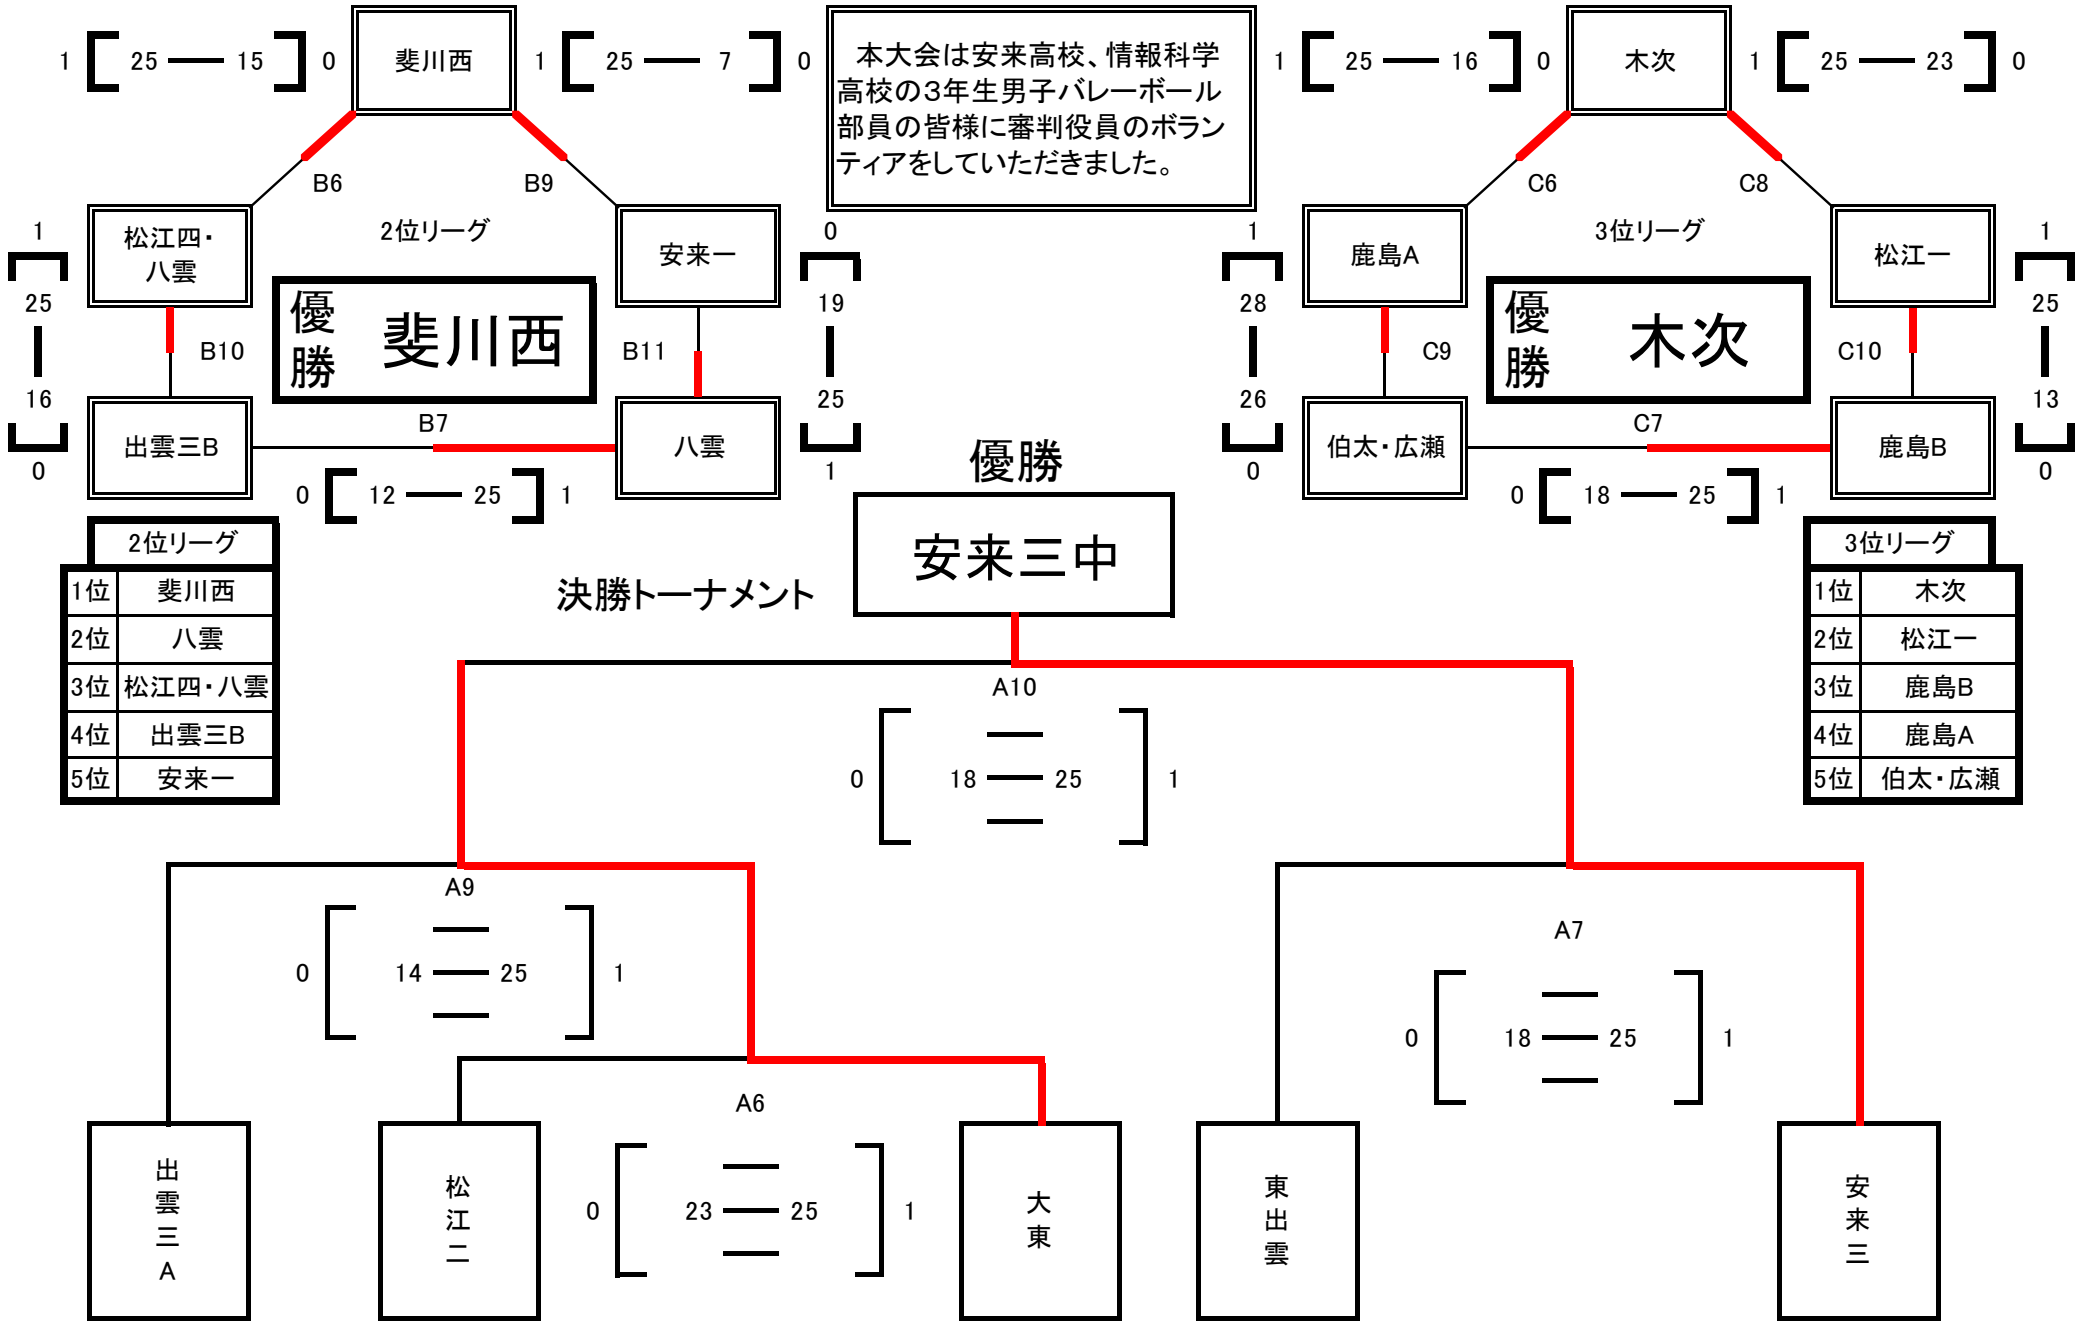 1 25 15 0
斐川西
1 25 7 0
本大会は安来高校、情報科学
高校の3年生男子バレーボール
部員の皆様に審判役員のボラン
ティアをしていただきました。
1 25 16 0
木次
1 25 23 0
B6
B9
C6
C8
松江四・
八雲
2位リーグ
安来一
鹿島A
3位リーグ
松江一
1
25
16
0
優勝
斐川西
0
19
25
1
1
28
26
0
優勝
木次
1
25
13
0
B10
B11
C9
C10
出雲三B
B7
八雲
伯太・広瀬
C7
鹿島B
0 12 25 1
0 18 25 1
優勝
安来三中
決勝トーナメント
2位リーグ
1位 斐川西
2位 八雲
3位 松江四・八雲
4位 出雲三B
5位 安来一
3位リーグ
1位 木次
2位 松江一
3位 鹿島B
4位 鹿島A
5位 伯太・広瀬
A10
0 18 25 1
A9
0 14 25 1
A7
0 18 25 1
A6
0 23 25 1
出雲三A
松江二
大東
東出雲
安来三